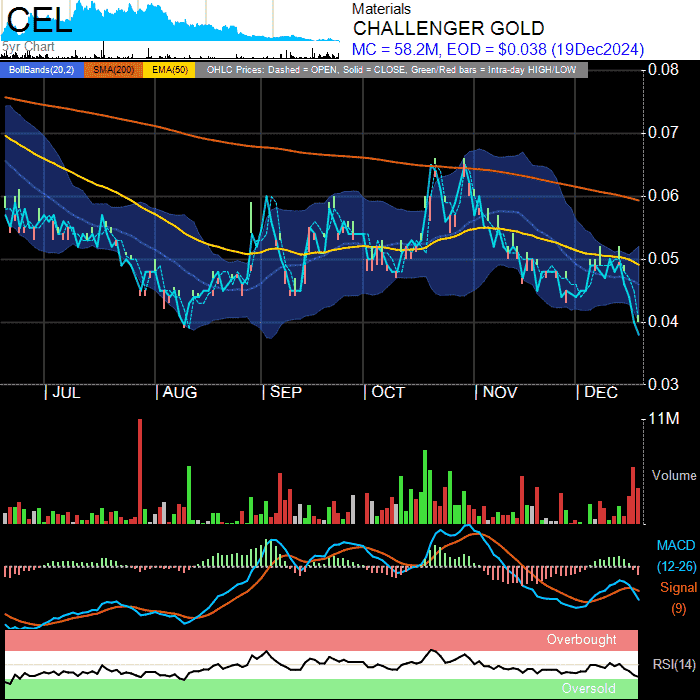 CEL
5yr Chart
Materials
CHALLENGER GOLD
MC = 58.2M, EOD = $0.038 (19Dec2024)
BollBands(20,2) SMA(200) EMA(50) OHLC Prices: Dashed = OPEN, Solid = CLOSE, Green/Red bars = Intra-day HIGH/LOW
0.08
0.07
0.06
0.05
0.04
0.03
| JUL | AUG | SEP | OCT | NOV | DEC
11M
Volume
MACD
(12-26)
Signal
(9)
Overbought
RSI(14)
Oversold